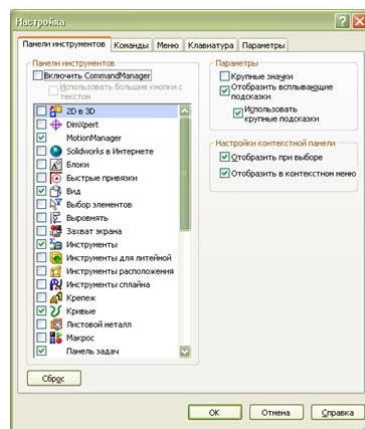 Настройка
Панели инструментов Команды Меню Клавиатура Параметры
Панели инструментов
Включить CommandManager
Использовать большие кнопки с
текстом
2D в 3D
DimXpert
MotionManager
Solidworks в Интернете
Блоки
Быстрые привязки
Вид
Выбор элементов
Выровнять
Захват экрана
Инструменты
Инструменты для литейной
Инструменты расположения
Инструменты сплайна
Крепеж
Кривые
Листовой металл
Макрос
Панель задач
Сброс
Параметры
Крупные значки
Отобразить всплывающие
подсказки
Использовать
крупные подсказки
Настройки контекстной панели
Отобразить при выборе
Отобразить в контекстном меню
ОК Отмена Справка